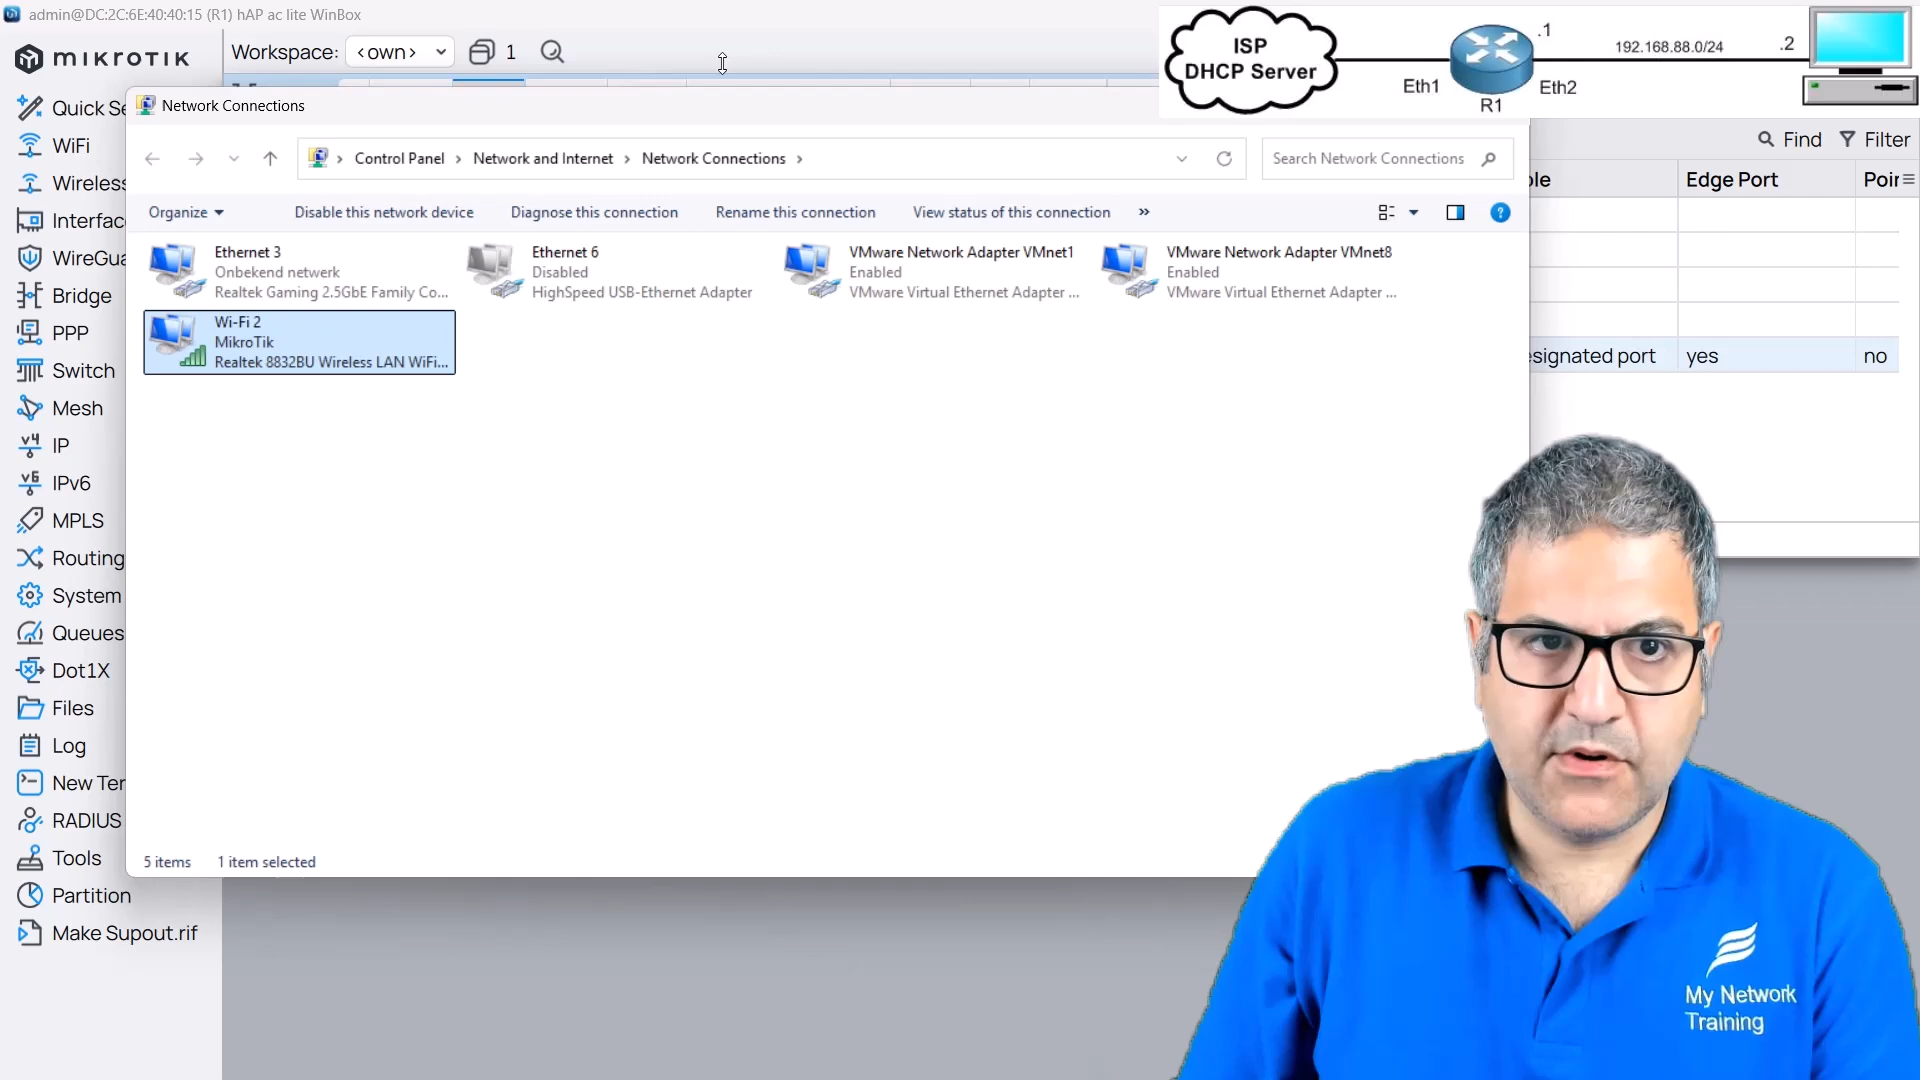 admin@DC:2C:6E:40:40:15 (R1) hAP ac lite WinBox
mikrotik
Workspace: <own> 1
Quick Se
WiFi
Wireless
Interfac
WireGua
Bridge
PPP
Switch
Mesh
IP
IPv6
MPLS
Routing
System
Queues
Dot1X
Files
Log
New Ter
RADIUS
Tools
Partition
Make Supout.rif
Network Connections
Control Panel > Network and Internet > Network Connections >
Search Network Connections
Organize
Disable this network device
Diagnose this connection
Rename this connection
View status of this connection
»
Ethernet 3
Onbekend netwerk
Realtek Gaming 2.5GbE Family Co...
Ethernet 6
Disabled
HighSpeed USB-Ethernet Adapter
VMware Network Adapter VMnet1
Enabled
VMware Virtual Ethernet Adapter ...
VMware Network Adapter VMnet8
Enabled
VMware Virtual Ethernet Adapter ...
Wi-Fi 2
MikroTik
Realtek 8832BU Wireless LAN WiFi...
5 items
1 item selected
ISP
DHCP Server
Eth1
R1
.1
Eth2
192.168.88.0/24
.2
Find
Filter
ole
Edge Port
Poir
esignated port
yes
no
My Network
Training